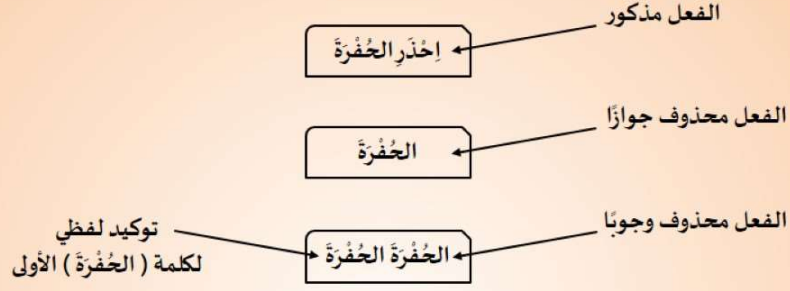 الفعل مذكور
اِحْذَرِ الحُفْرَةَ
الفعل محذوف جوازًا
الحُفْرَةَ
الفعل محذوف وجوبًا
الحُفْرَةَ الحُفْرَةَ
توكيد لفظي
لكلمة ( الحُفْرَةَ ) الأولى